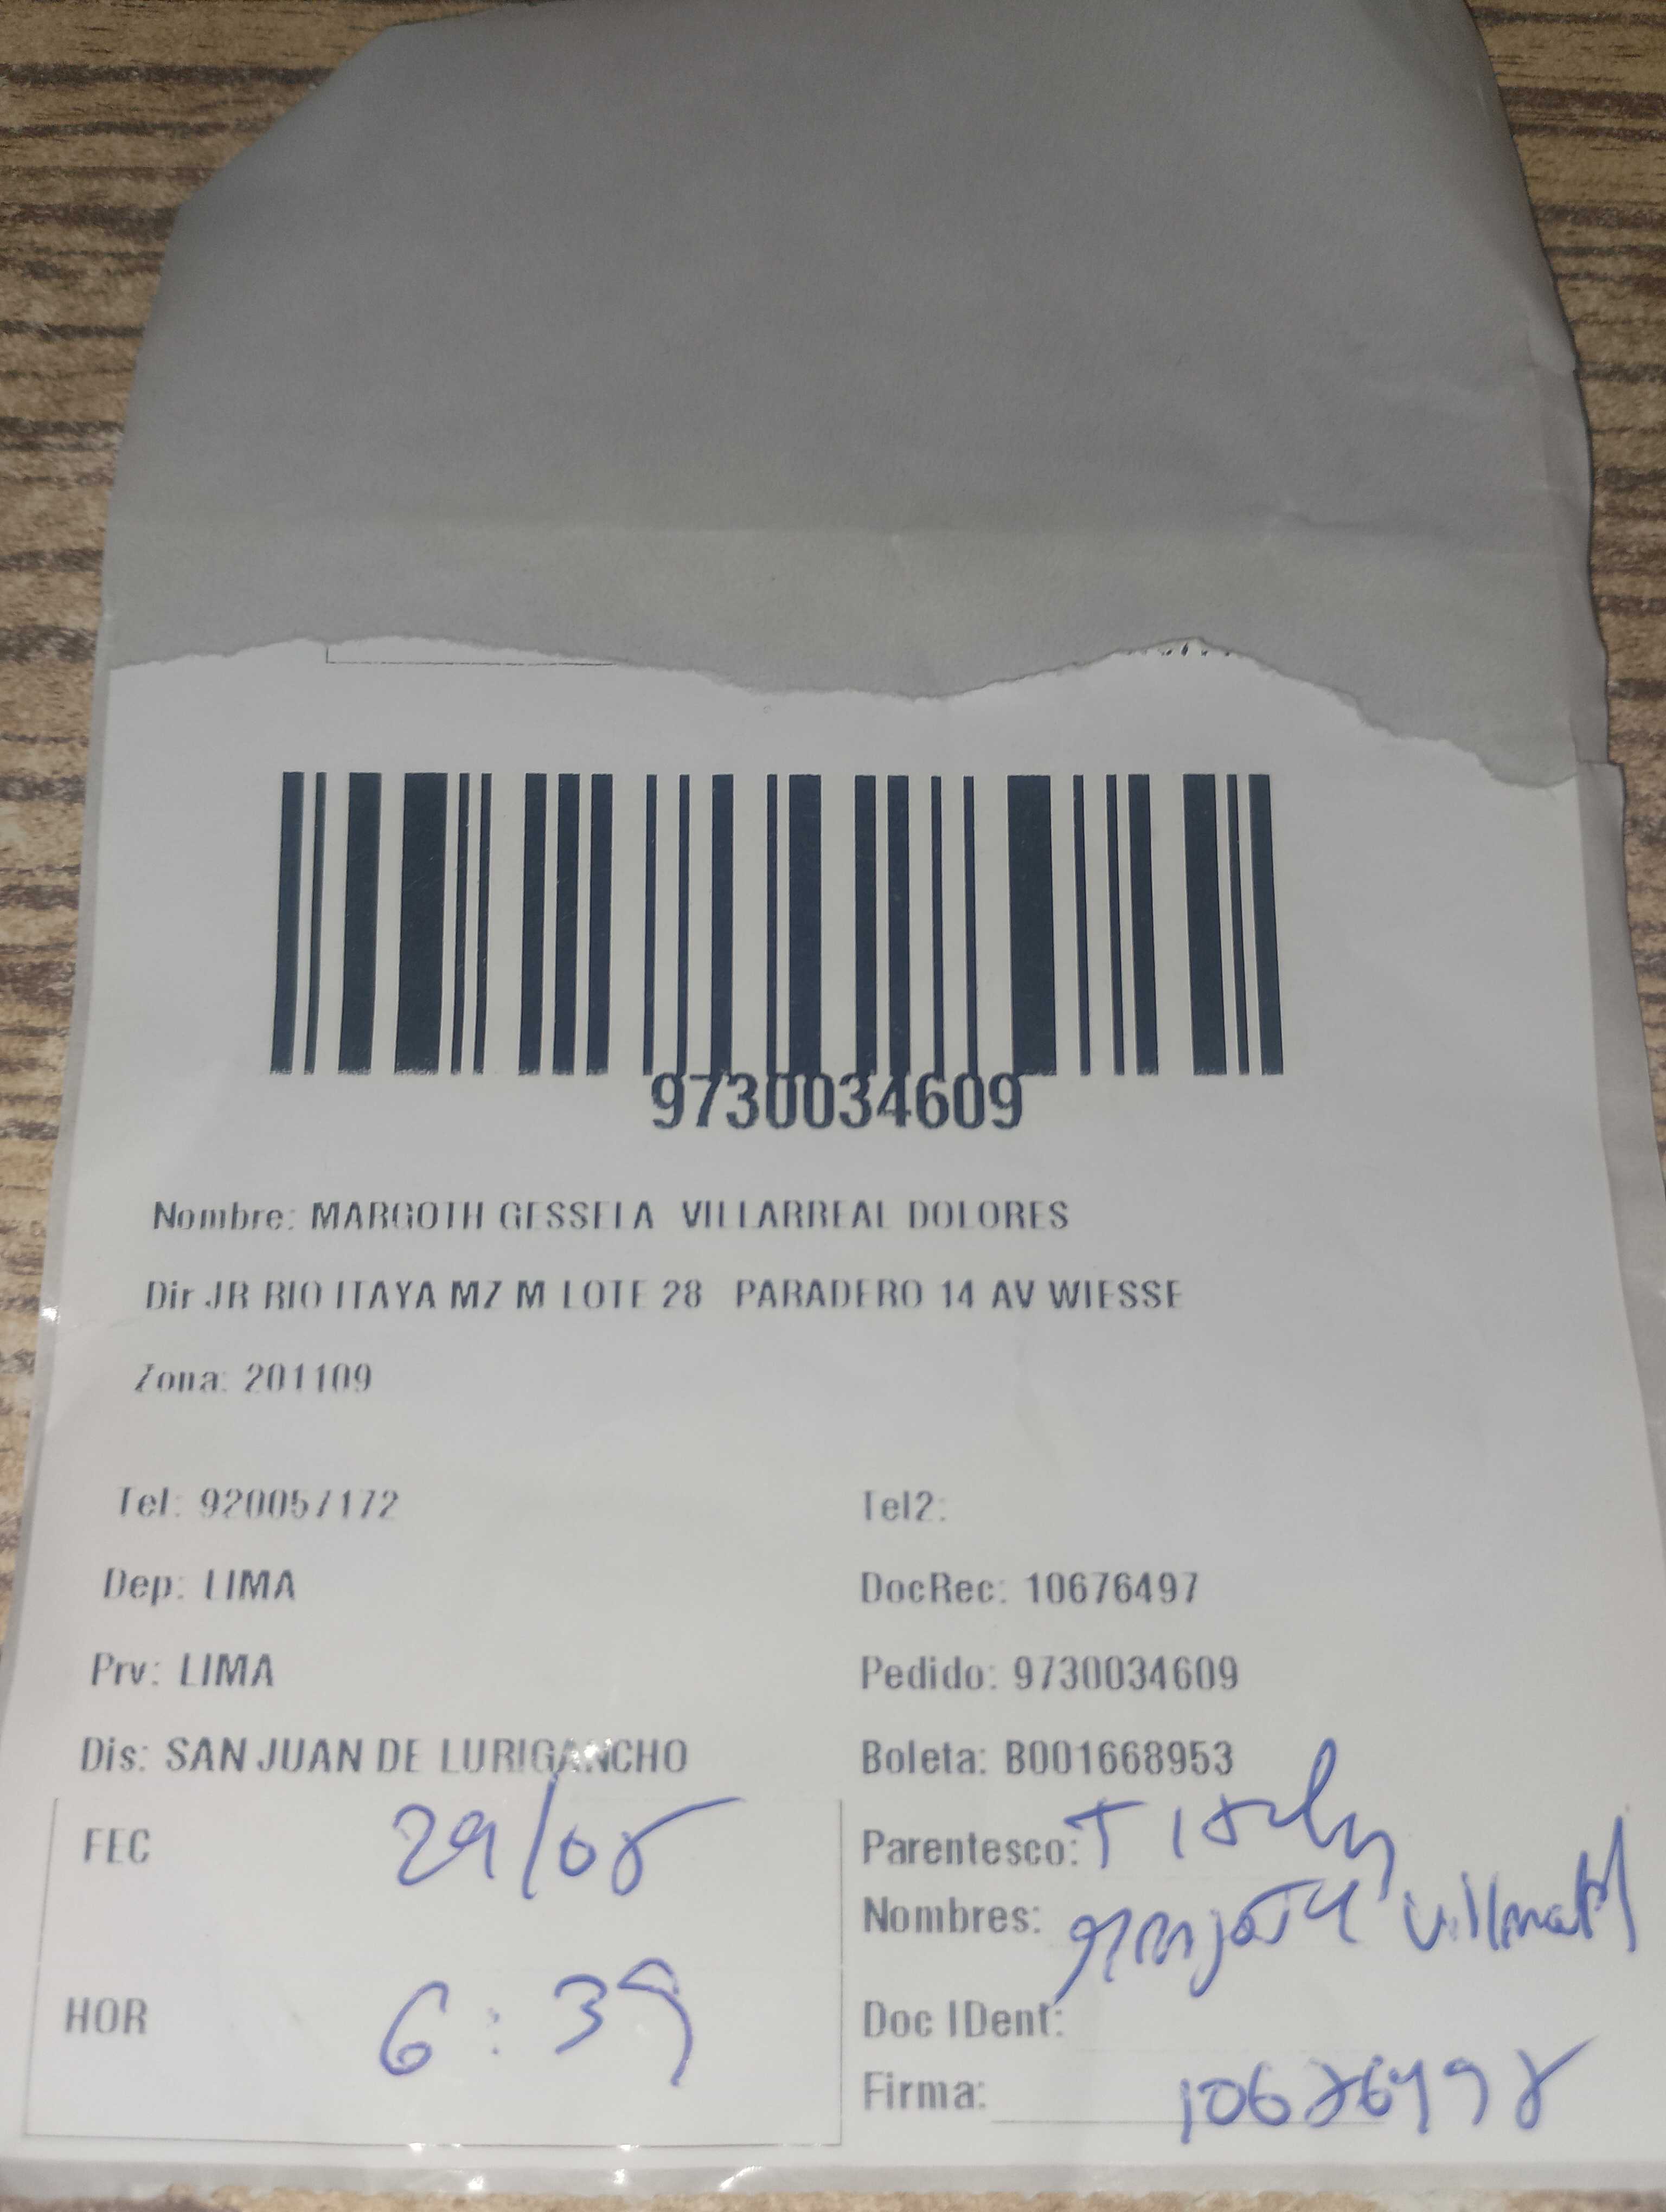 9730034609
Nombre: MARGOTH GESSELA VILLARREAL DOLORES
Dir JR RIO ITAYA MZ M LOTE 28 PARADERO 14 AV WIESSE
Zona: 201109
Tel: 920057172 Tel2:
Dep: LIMA DocRec: 10676497
Prv: LIMA Pedido: 9730034609
Dis: SAN JUAN DE LURIGANCHO Boleta: B001668953
FEC 29/05 Parentesco:
Nombres:
HOR 6:39 Doc IDent:
Firma: 10676497